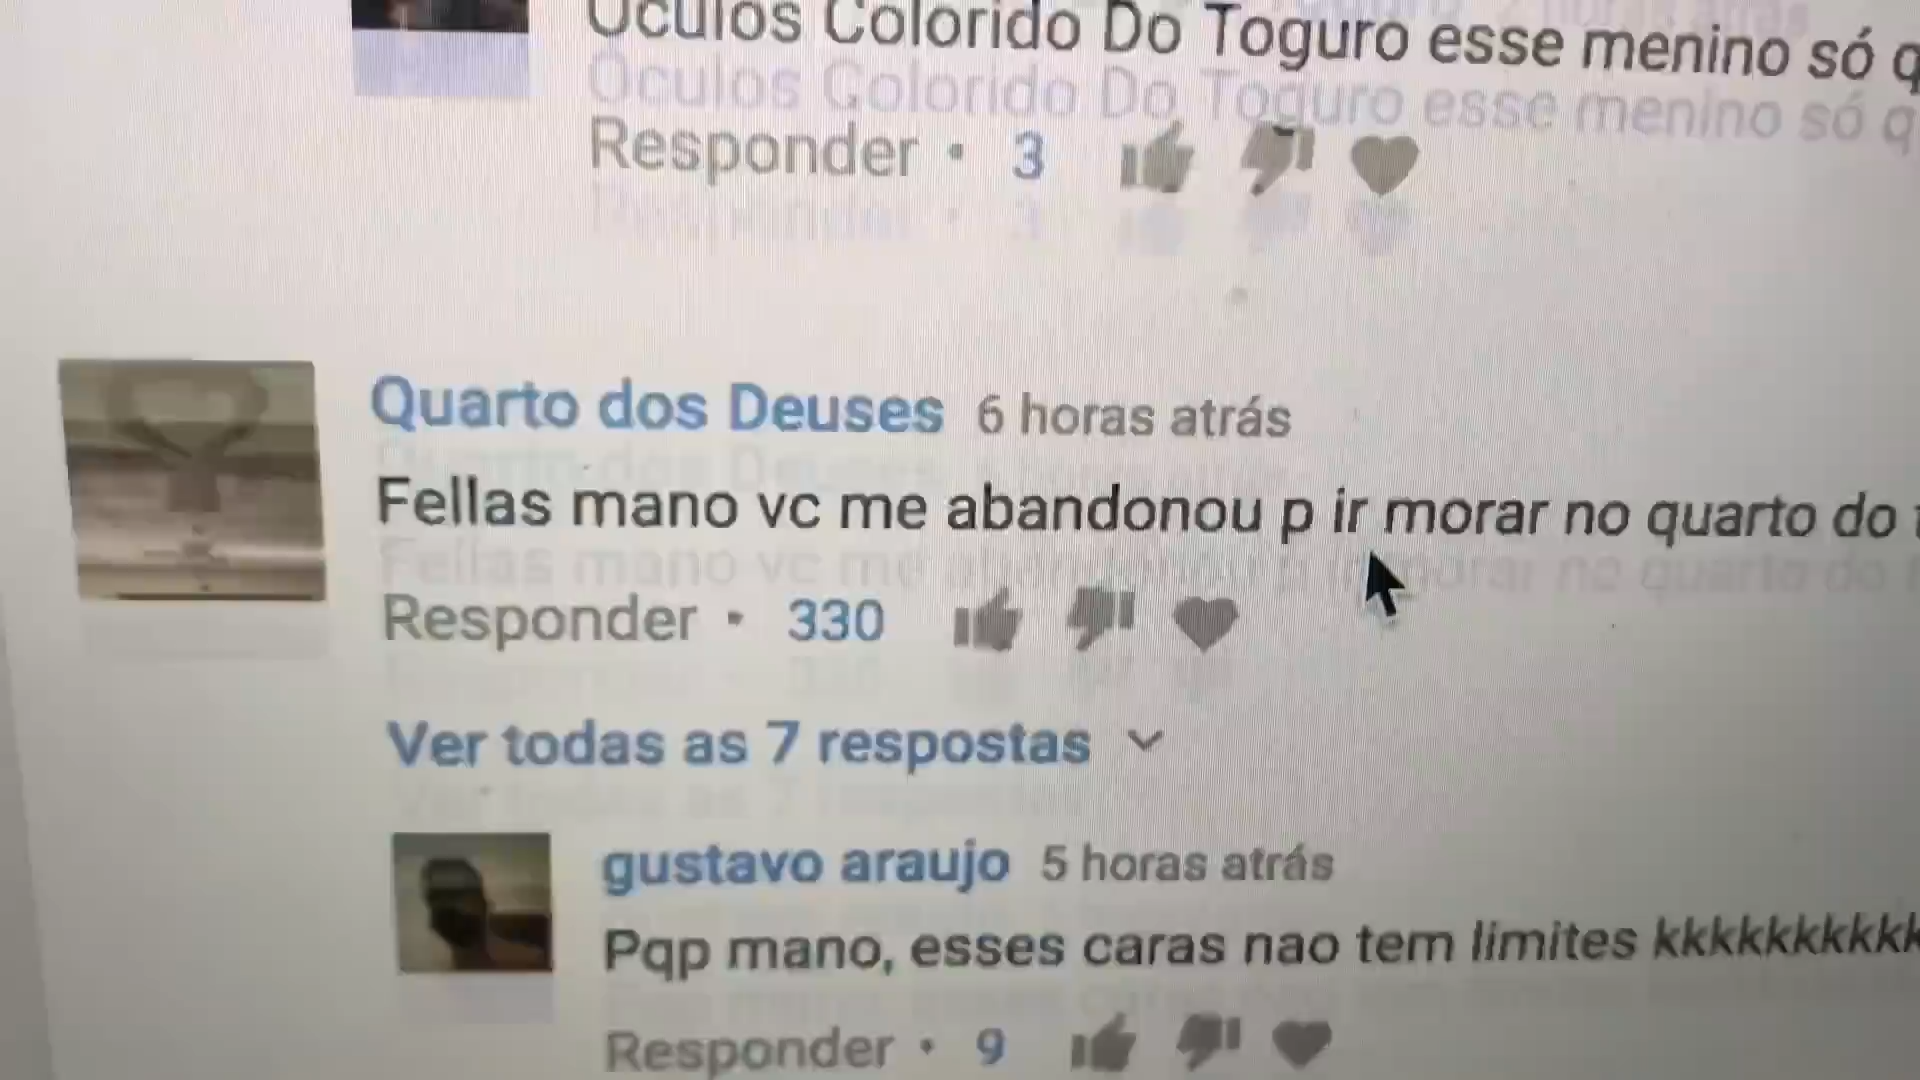 Oculos Colorido Do Toguro esse menino só q
Responder • 3
Quarto dos Deuses 6 horas atrás
Fellas mano vc me abandonou p ir morar no quarto do
Responder • 330
Ver todas as 7 respostas
gustavo araujo 5 horas atrás
Pqp mano, esses caras nao tem limites kkkkkkkkkkk
Responder • 9